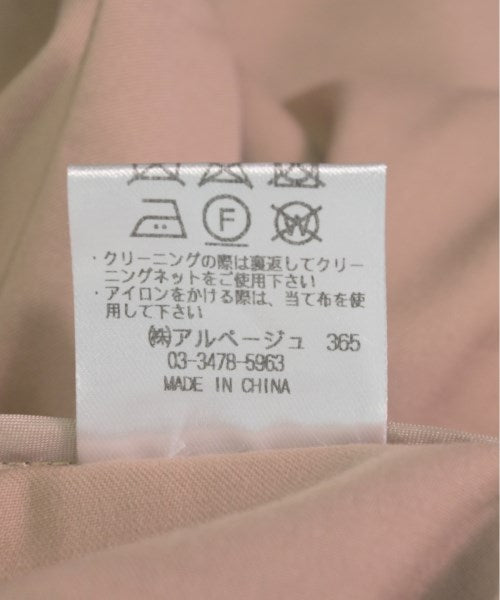 F W
・クリーニングの際は裏返してクリー
ニングネットをご使用下さい
・アイロンをかける際は、当て布を使
用して下さい
㈱アルページュ 365
03-3478-5963
MADE IN CHINA